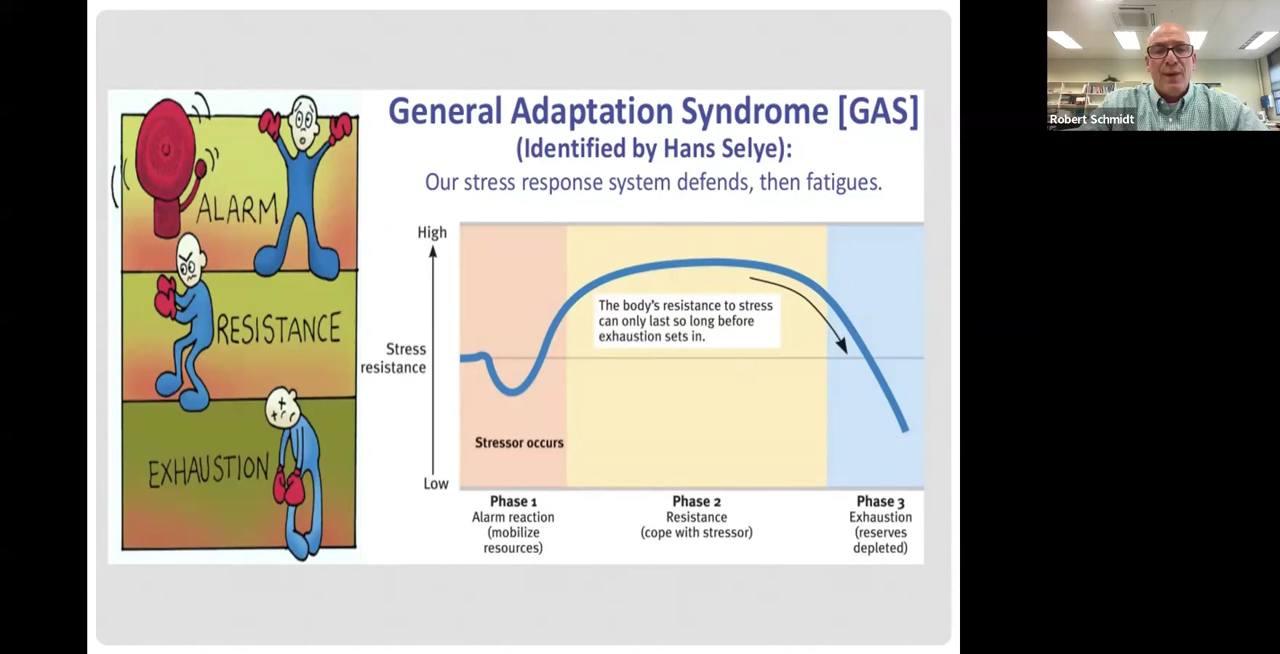 General Adaptation Syndrome [GAS]
(Identified by Hans Selye):
Our stress response system defends, then fatigues.
ALARM
RESISTANCE
EXHAUSTION
High
Stress
resistance
Low
The body's resistance to stress
can only last so long before
exhaustion sets in.
Stressor occurs
Phase 1
Alarm reaction
(mobilize
resources)
Phase 2
Resistance
(cope with stressor)
Phase 3
Exhaustion
(reserves
depleted)
Robert Schmidt